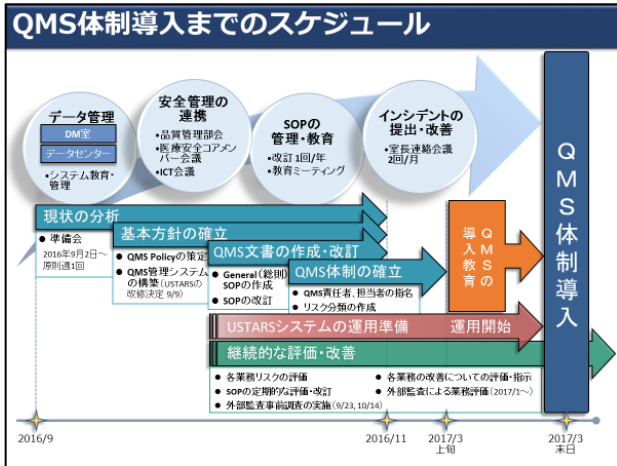 QMS体制導入までのスケジュール
データ管理
DM室
データセンター
•システム教育・
管理
安全管理の
連携
•品質管理部会
•医療安全コアメン
バー会議
•ICT会議
SOPの
管理・教育
•改訂1回/年
•教育ミーティング
インシデントの
提出・改善
•室長連絡会議
2回/月
現状の分析
● 準備会
2016年9月2日～
原則週1回
基本方針の確立
● QMS Policyの策定
● QMS管理システム
の構築(USTARSの
改修決定 9/9)
QMS文書の作成・改訂
● General(総則)
SOPの作成
● SOPの改訂
QMS体制の確立
● QMS責任者、担当者の指名
● リスク分類の作成
QMSの
導入教育
QMS体制導入
USTARSシステムの運用準備
運用開始
継続的な評価・改善
● 各業務リスクの評価
● SOPの定期的な評価・改訂
● 外部監査事前調査の実施(9/23, 10/14)
● 各業務の改善についての評価・指示
● 外部監査による業務評価(2017/1～)
2016/9
2016/11
2017/3
上旬
2017/3
末日